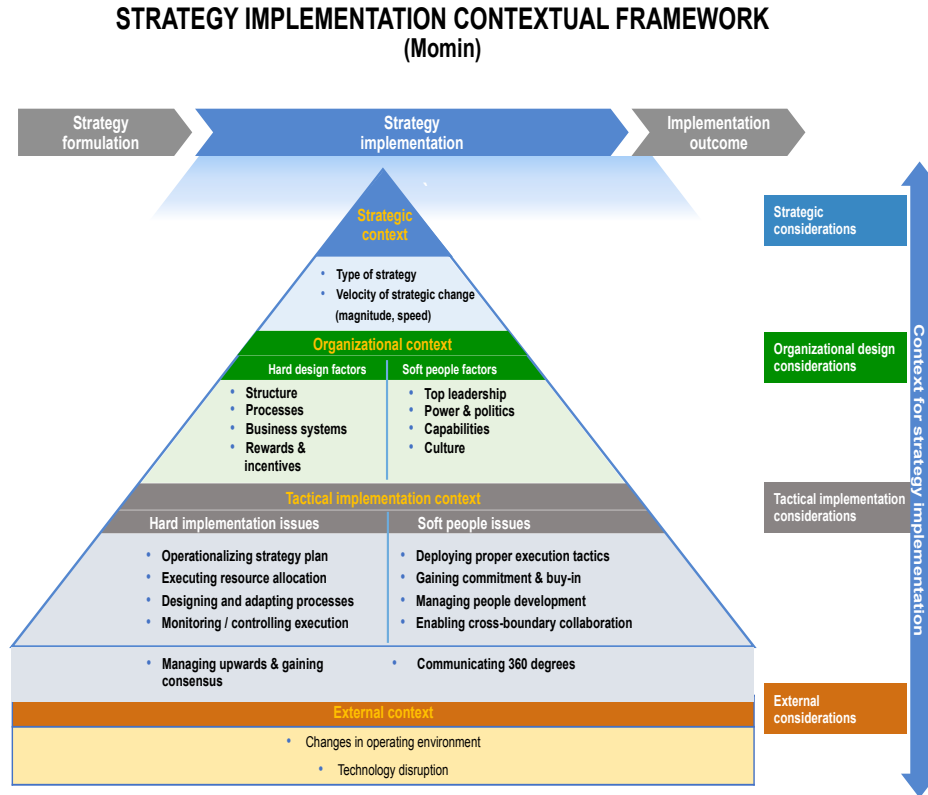 STRATEGY IMPLEMENTATION CONTEXTUAL FRAMEWORK
(Momin)
Strategy
formulation
Strategy
implementation
Implementation
outcome
Strategic
context
• Type of strategy
• Velocity of strategic change
(magnitude, speed)
Organizational context
Hard design factors
• Structure
• Processes
• Business systems
• Rewards &
incentives
Soft people factors
• Top leadership
• Power & politics
• Capabilities
• Culture
Tactical implementation context
Hard implementation issues
• Operationalizing strategy plan
• Executing resource allocation
• Designing and adapting processes
• Monitoring / controlling execution
• Managing upwards & gaining
consensus
Soft people issues
• Deploying proper execution tactics
• Gaining commitment & buy-in
• Managing people development
• Enabling cross-boundary collaboration
• Communicating 360 degrees
External context
• Changes in operating environment
• Technology disruption
Strategic
considerations
Organizational design
considerations
Tactical implementation
considerations
External
considerations
Context for strategy implementation